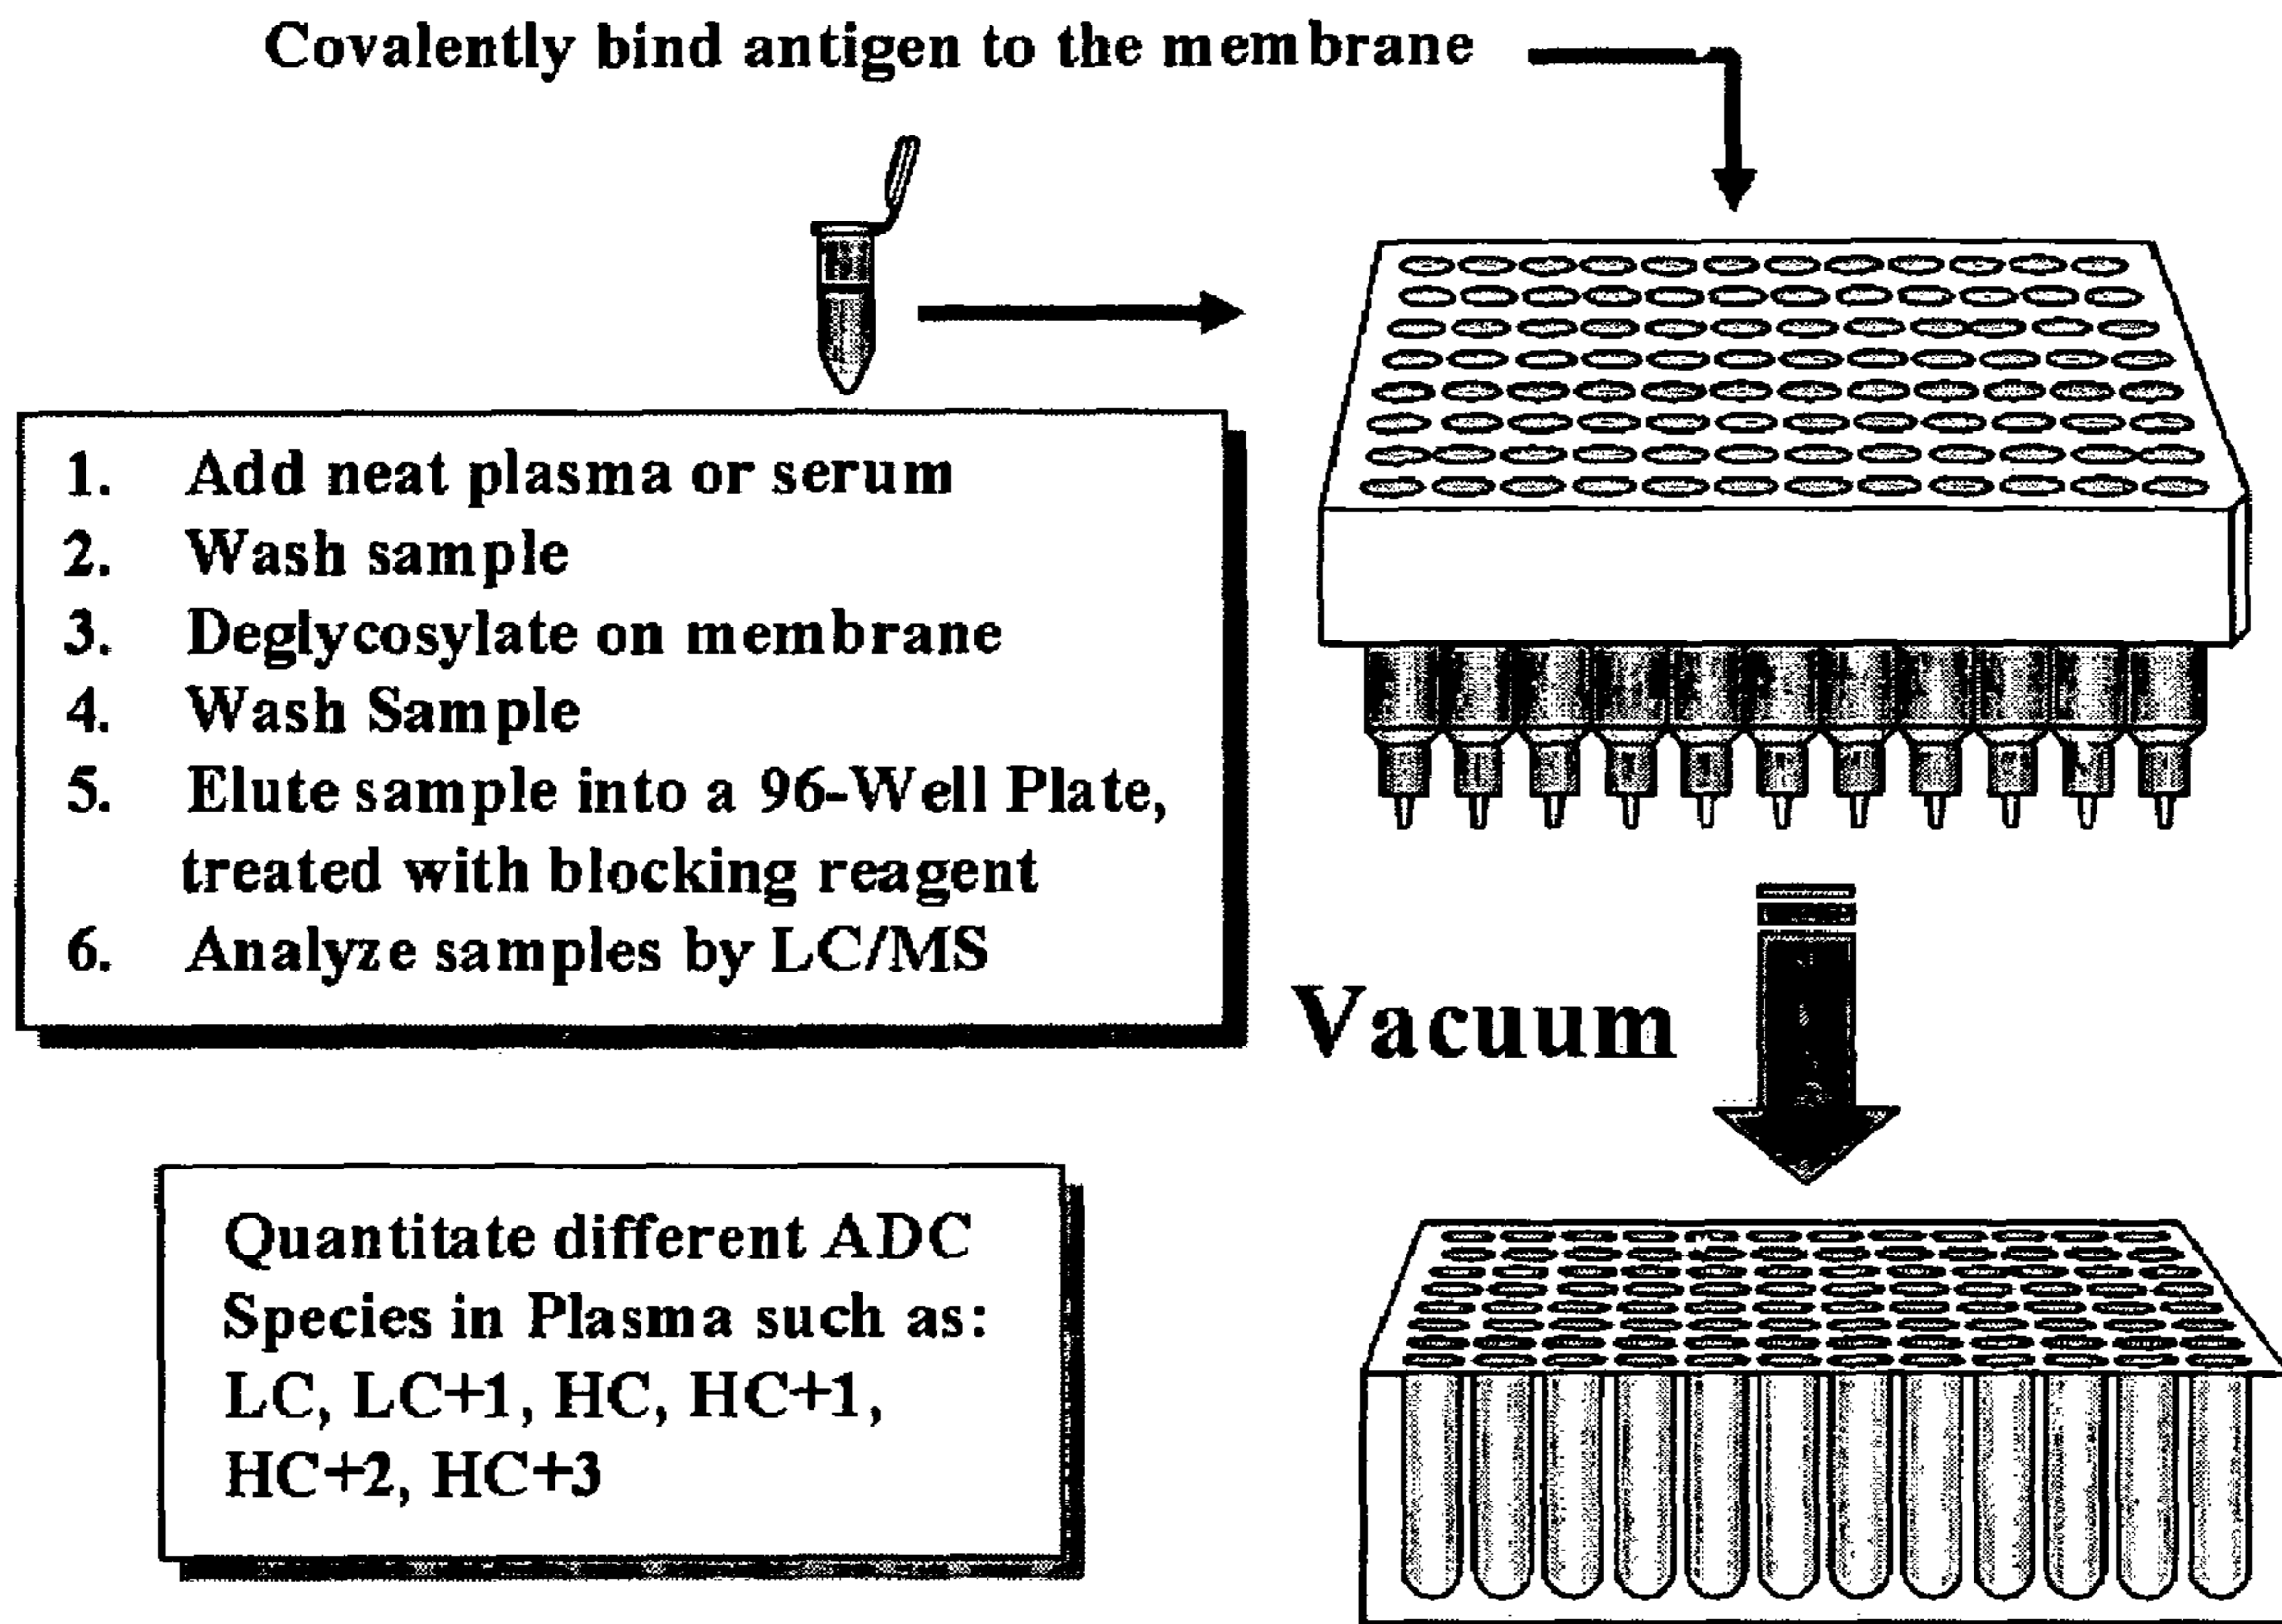 Covalently bind antigen to the membrane
1. Add neat plasma or serum
2. Wash sample
3. Deglycosylate on membrane
4. Wash Sample
5. Elute sample into a 96-Well Plate,
treated with blocking reagent
6. Analyze samples by LC/MS
Vacuum
Quantitate different ADC
Species in Plasma such as:
LC, LC+1, HC, HC+1,
HC+2, HC+3